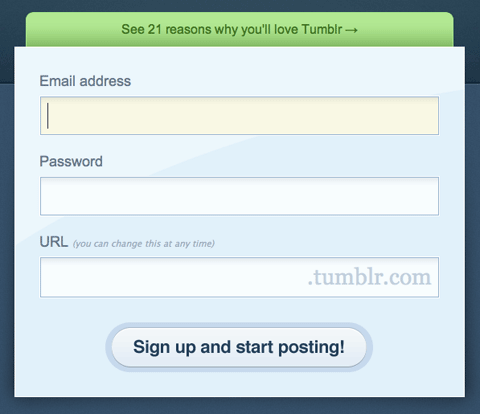 See 21 reasons why you'll love Tumblr →
Email address
Password
URL (you can change this at any time)
.tumblr.com
Sign up and start posting!